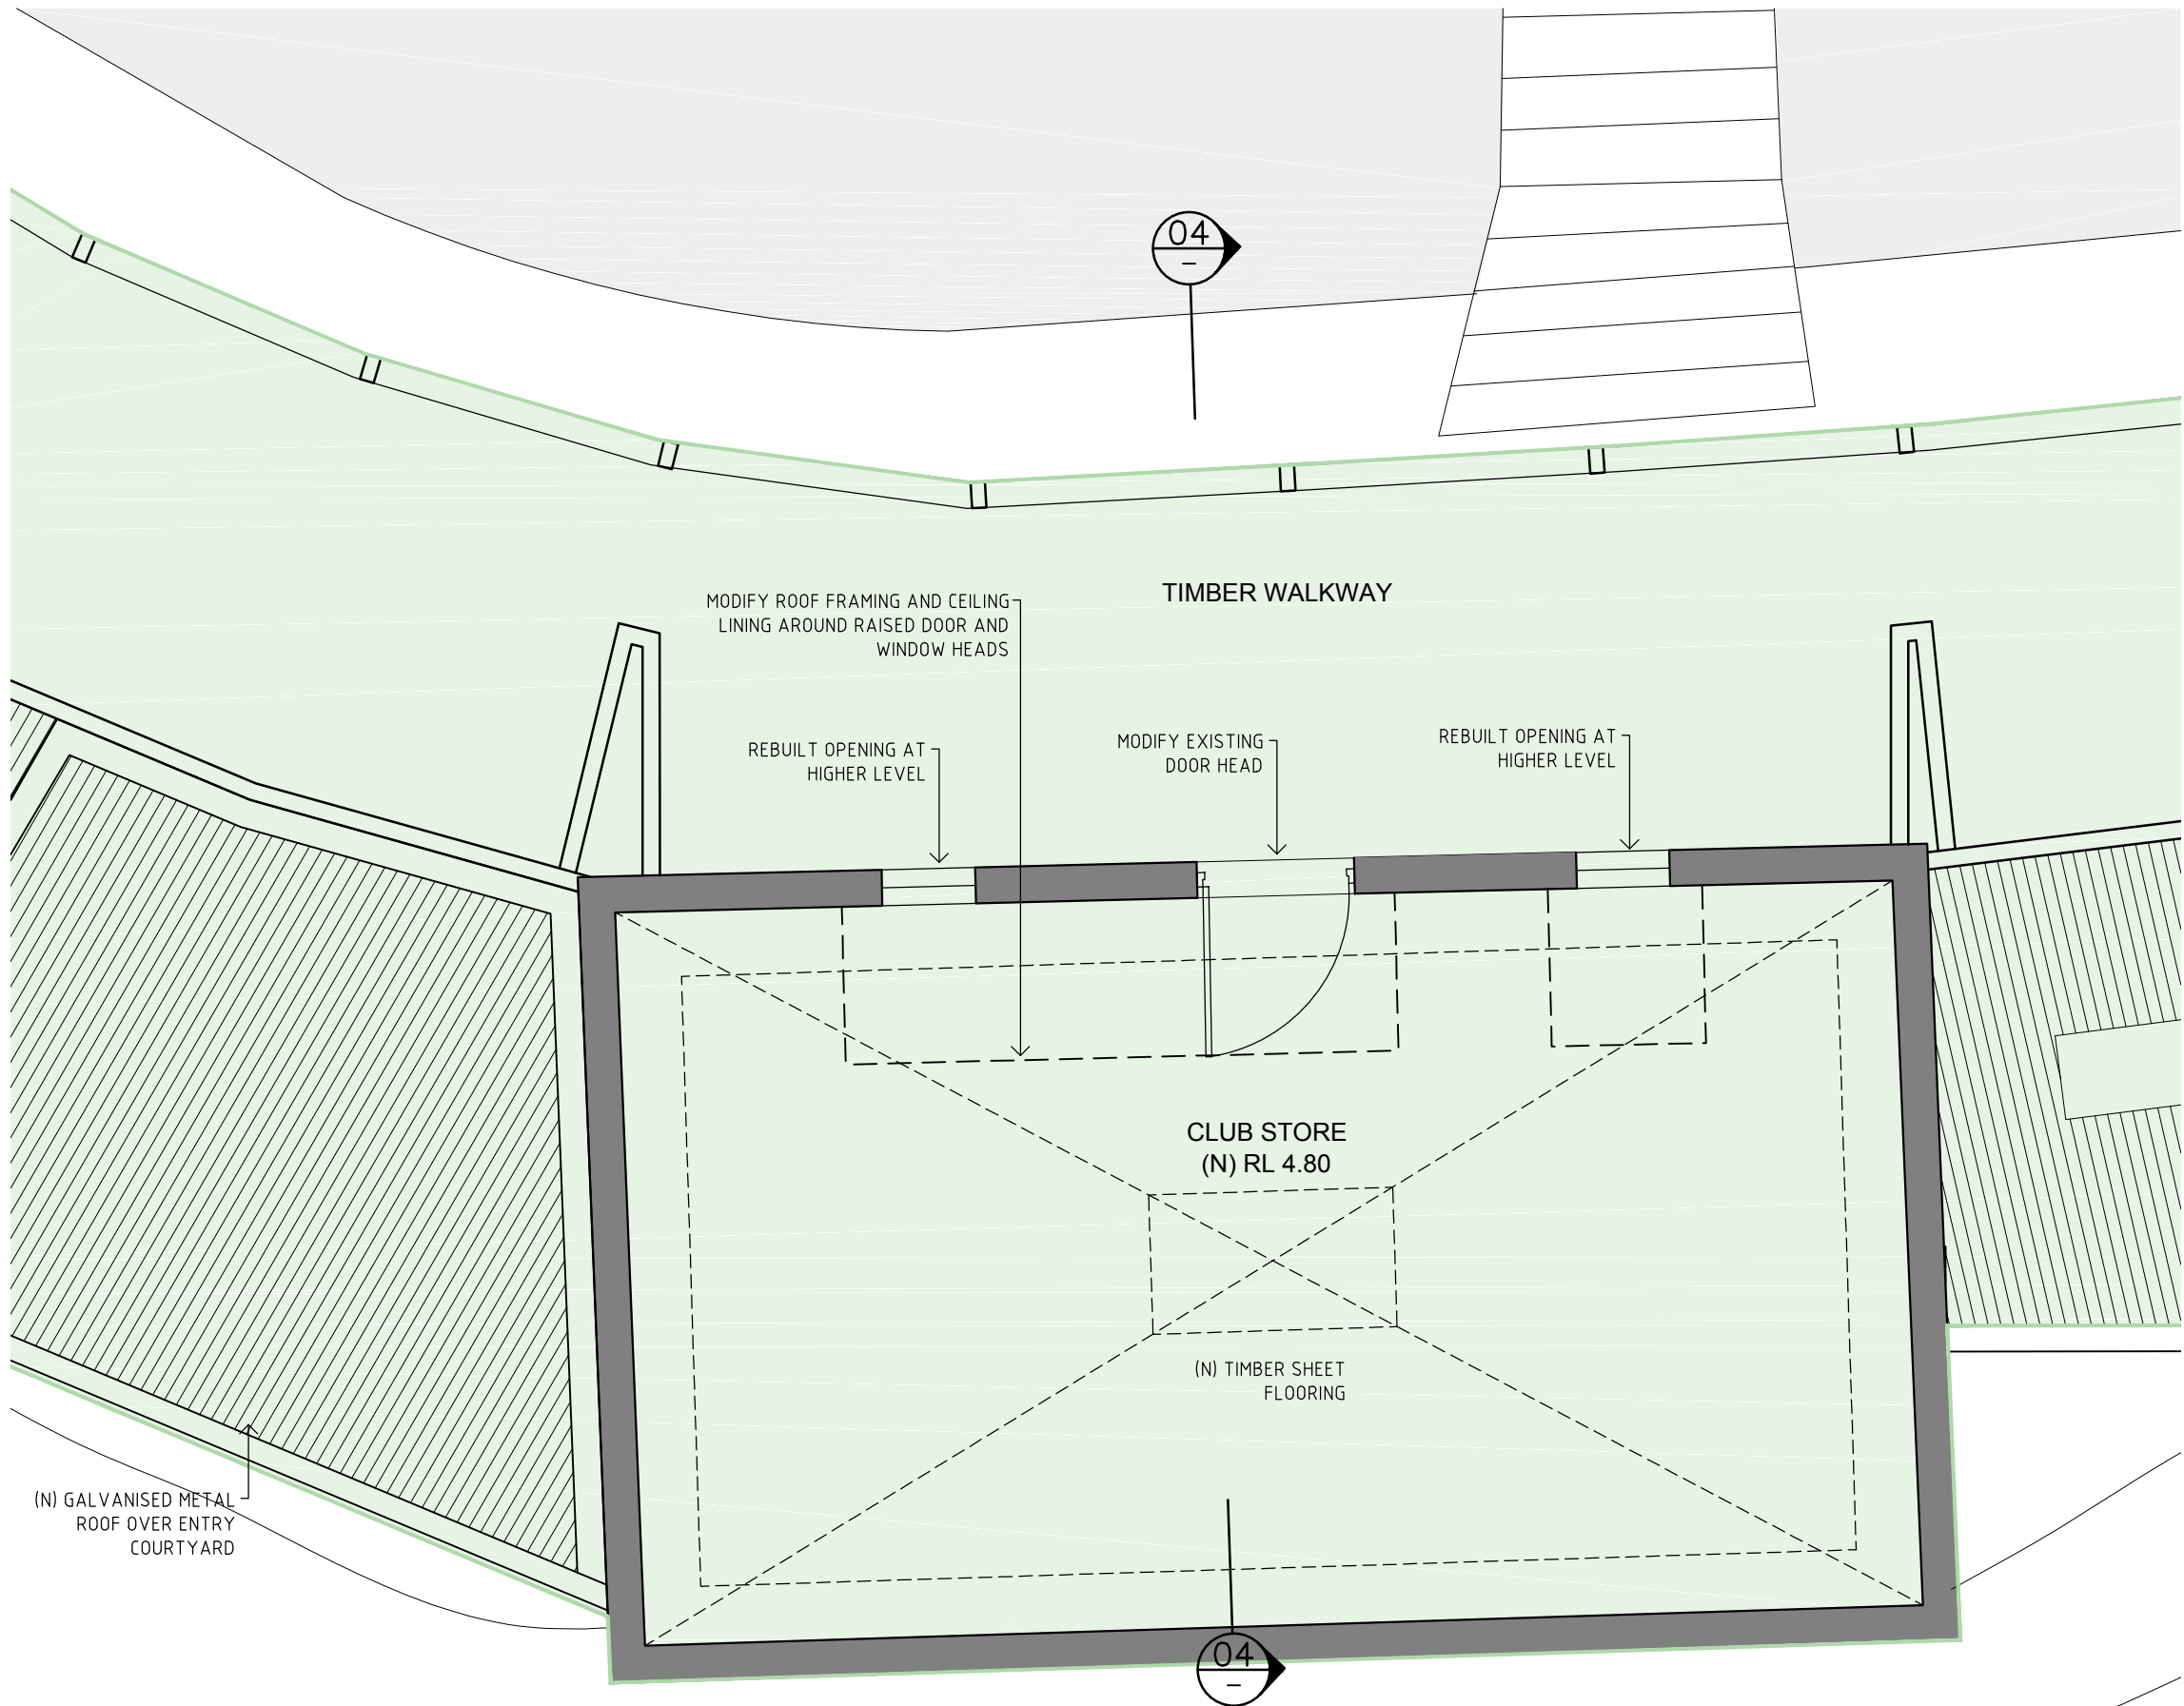 04
–
TIMBER WALKWAY
MODIFY ROOF FRAMING AND CEILING
LINING AROUND RAISED DOOR AND
WINDOW HEADS
REBUILT OPENING AT
HIGHER LEVEL
MODIFY EXISTING
DOOR HEAD
REBUILT OPENING AT
HIGHER LEVEL
CLUB STORE
(N) RL 4.80
(N) TIMBER SHEET
FLOORING
(N) GALVANISED METAL
ROOF OVER ENTRY
COURTYARD
04
–